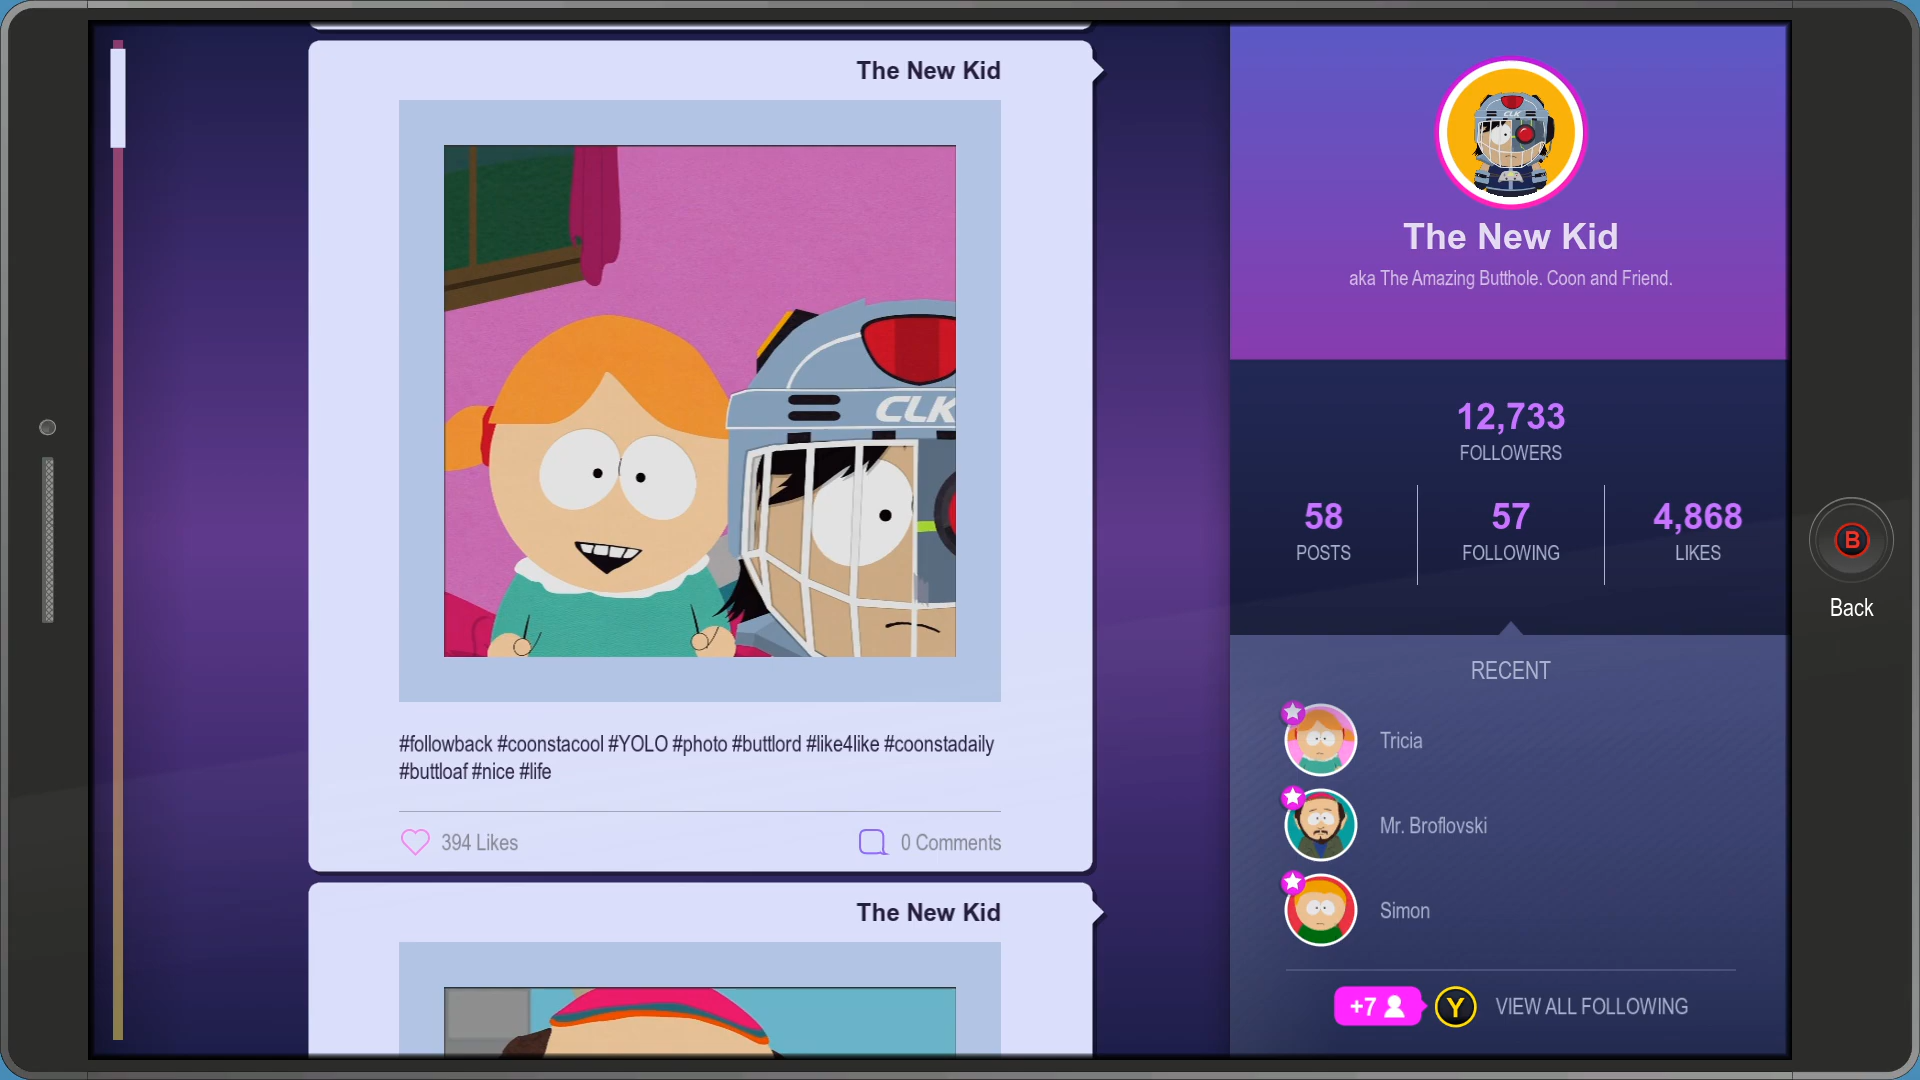 The New Kid
CLK
#followback #coonstacool #YOLO #photo #buttlord #like4like #coonstadaily
#buttloaf #nice #life
394 Likes
0 Comments
The New Kid
CLK
The New Kid
aka The Amazing Butthole. Coon and Friend.
12,733
FOLLOWERS
58
POSTS
57
FOLLOWING
4,868
LIKES
RECENT
Tricia
Mr. Broflovski
Simon
+7
Y
VIEW ALL FOLLOWING
B
Back